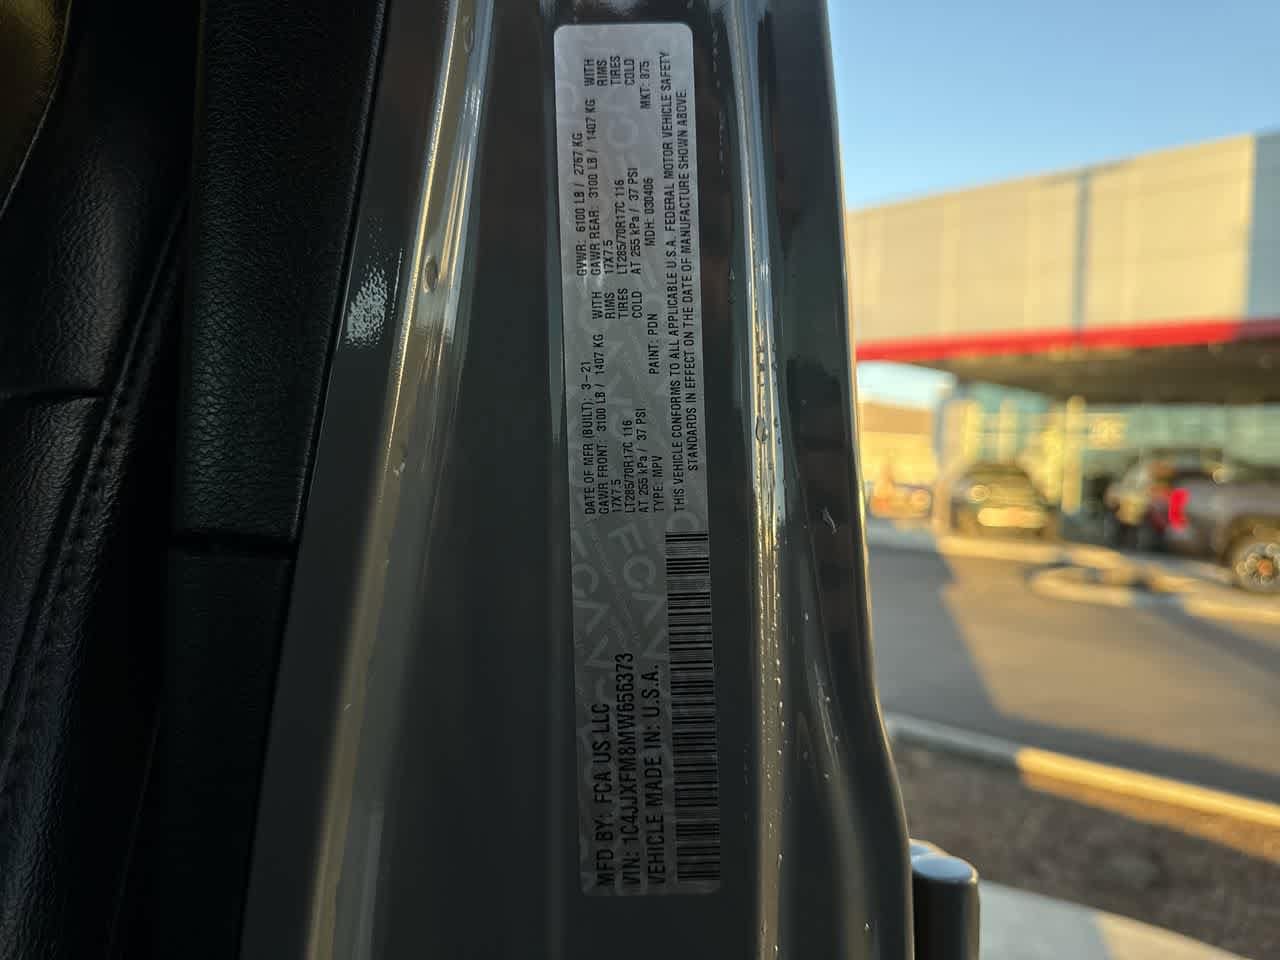 MFD BY: FCA US LLC
VIN: 1C4JJXFM8MW656373
VEHICLE MADE IN: U.S.A.
DATE OF MFR (BUILT): 3-21
GAWR FRONT: 3100 LB / 1407 KG WITH
17X7.5 RIMS
LT285/70R17C 116 TIRES
AT 255 kPa / 37 PSI COLD
GVWR: 6100 LB / 2767 KG
GAWR REAR: 3100 LB / 1407 KG WITH
17X7.5 RIMS
LT285/70R17C 116 TIRES
AT 255 kPa / 37 PSI COLD
TYPE: MPV PAINT: PDN MDH: 030406 MKT: 875
THIS VEHICLE CONFORMS TO ALL APPLICABLE U.S.A. FEDERAL MOTOR VEHICLE SAFETY
STANDARDS IN EFFECT ON THE DATE OF MANUFACTURE SHOWN ABOVE.